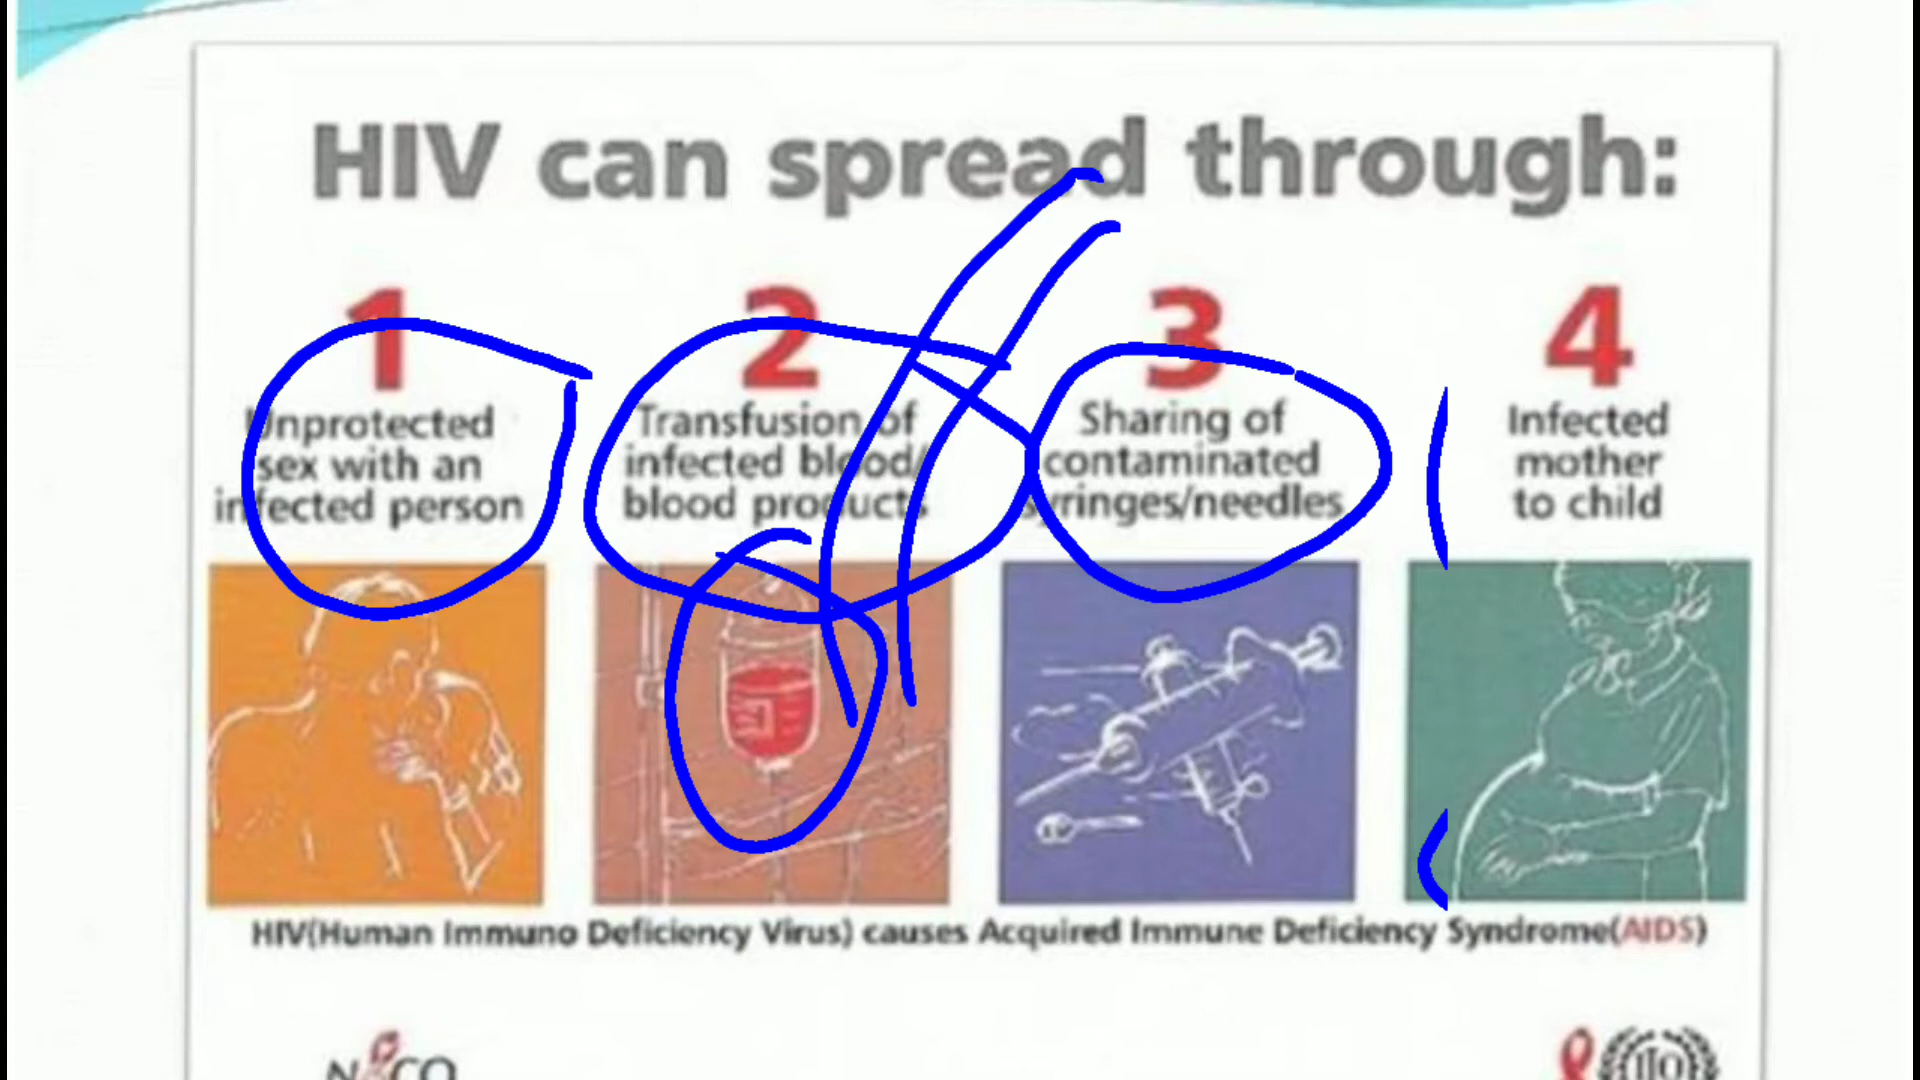 HIV can spread through:
1
Unprotected
sex with an
infected person
2
Transfusion of
infected blood/
blood products
3
Sharing of
contaminated
syringes/needles
4
Infected
mother
to child
HIV(Human Immuno Deficiency Virus) causes Acquired Immune Deficiency Syndrome(AIDS)
NACO
ILO